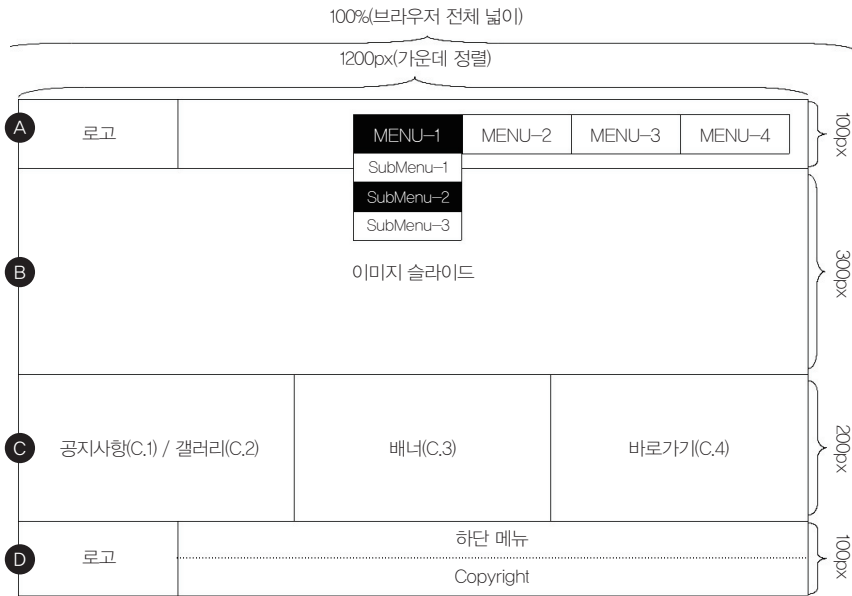 100%(브라우저 전체 넓이)
1200px(가운데 정렬)
A
로고
MENU-1
MENU-2
MENU-3
MENU-4
100px
SubMenu-1
SubMenu-2
SubMenu-3
B
이미지 슬라이드
300px
C
공지사항(C.1) / 갤러리(C.2)
배너(C.3)
바로가기(C.4)
200px
D
로고
하단 메뉴
Copyright
100px